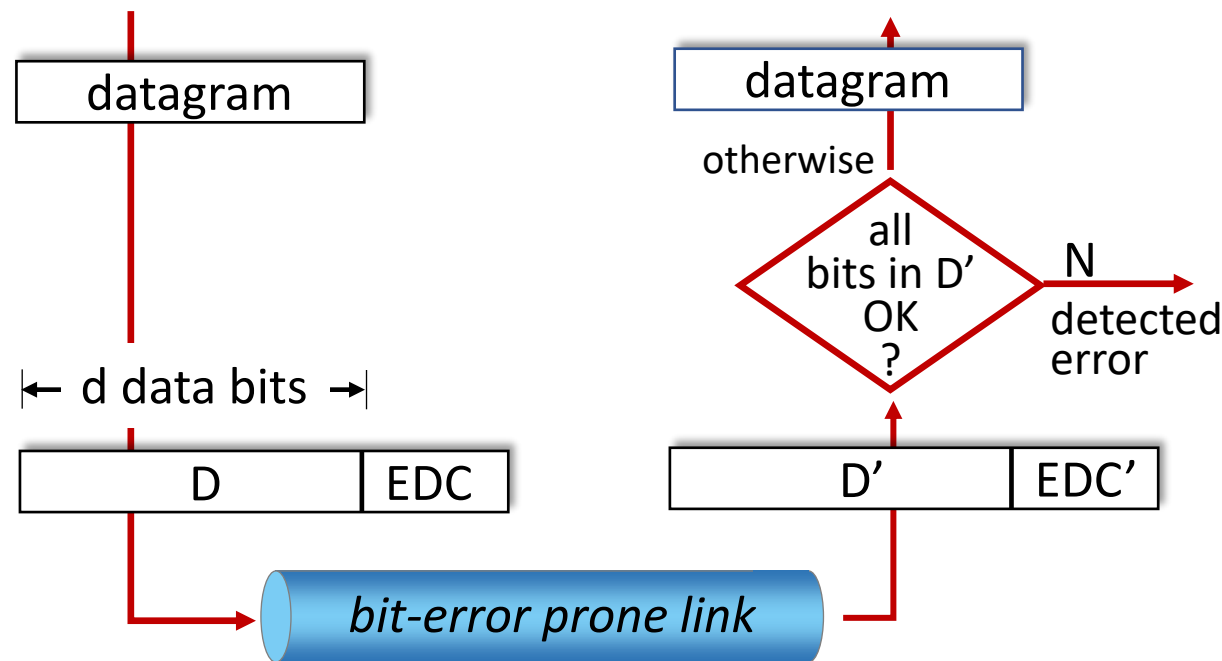 datagram
d data bits
D
EDC
bit-error prone link
datagram
otherwise
all
bits in D’
OK
?
N
detected
error
D’
EDC’